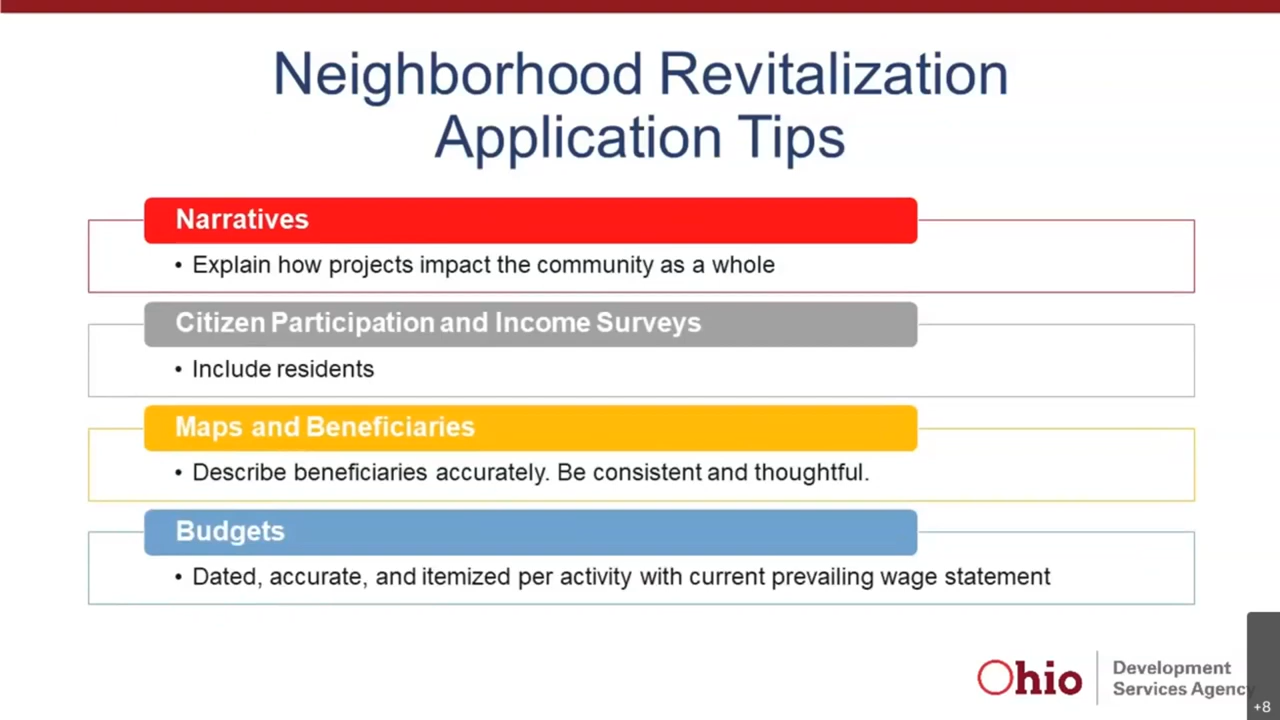 Neighborhood Revitalization
Application Tips
Narratives
• Explain how projects impact the community as a whole
Citizen Participation and Income Surveys
• Include residents
Maps and Beneficiaries
• Describe beneficiaries accurately. Be consistent and thoughtful.
Budgets
• Dated, accurate, and itemized per activity with current prevailing wage statement
Ohio
Development
Services Agency
+8